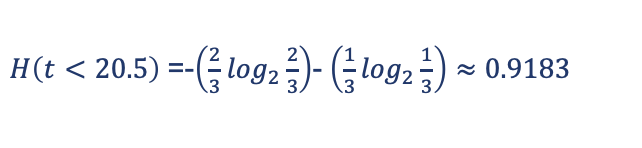 H(t < 20.5) =-(2/3 log₂ 2/3)- (1/3 log₂ 1/3) ≈ 0.9183